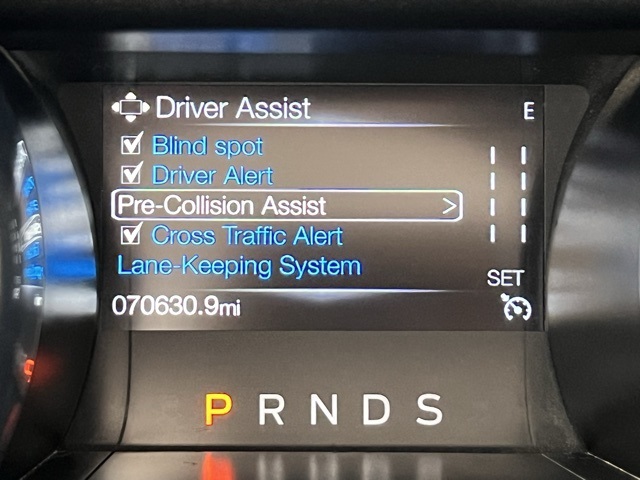 Driver Assist E
Blind spot
Driver Alert
Pre-Collision Assist >
Cross Traffic Alert
Lane-Keeping System
SET
070630.9mi
P R N D S